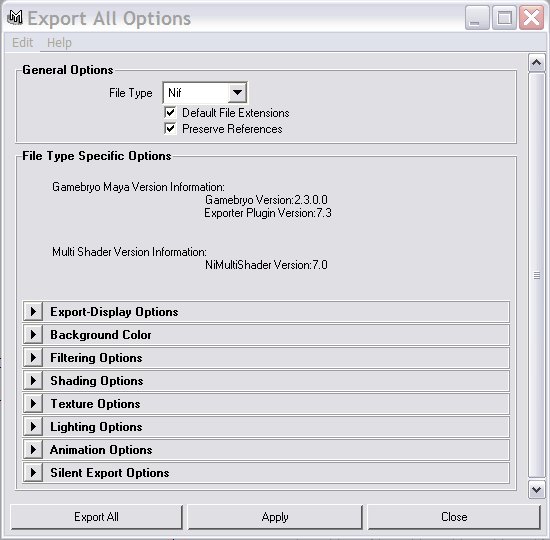 Export All Options
Edit Help
General Options
File Type Nif
Default File Extensions
Preserve References
File Type Specific Options
Gamebryo Maya Version Information:
Gamebryo Version:2.3.0.0
Exporter Plugin Version:7.3
Multi Shader Version Information:
NiMultiShader Version:7.0
Export-Display Options
Background Color
Filtering Options
Shading Options
Texture Options
Lighting Options
Animation Options
Silent Export Options
Export All Apply Close